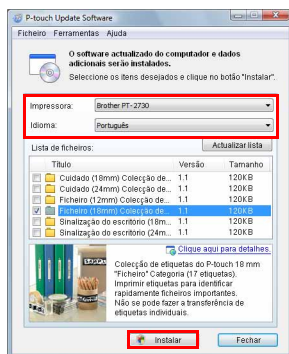 P-touch Update Software
Ficheiro Ferramentas Ajuda
O software actualizado do computador e dados
adicionais serão instalados.
Seleccione os itens desejados e clique no botão "Instalar".
Impressora: Brother PT-2730
Idioma: Português
Lista de ficheiros: Actualizar lista
Título Versão Tamanho
Cuidado (18mm) Colecção de... 1.1 120KB
Cuidado (24mm) Colecção de... 1.1 120KB
Ficheiro (12mm) Colecção de... 1.1 120KB
Ficheiro (18mm) Colecção de... 1.1 120KB
Sinalização do escritório (18m... 1.1 120KB
Sinalização do escritório (24m... 1.1 120KB
Clique aqui para detalhes.
Colecção de etiquetas do P-touch 18 mm
"Ficheiro" Categoria (17 etiquetas).
Imprimir etiquetas para identificar
rapidamente ficheiros importantes.
Não se pode fazer a transferência de
etiquetas individuais.
Instalar Fechar